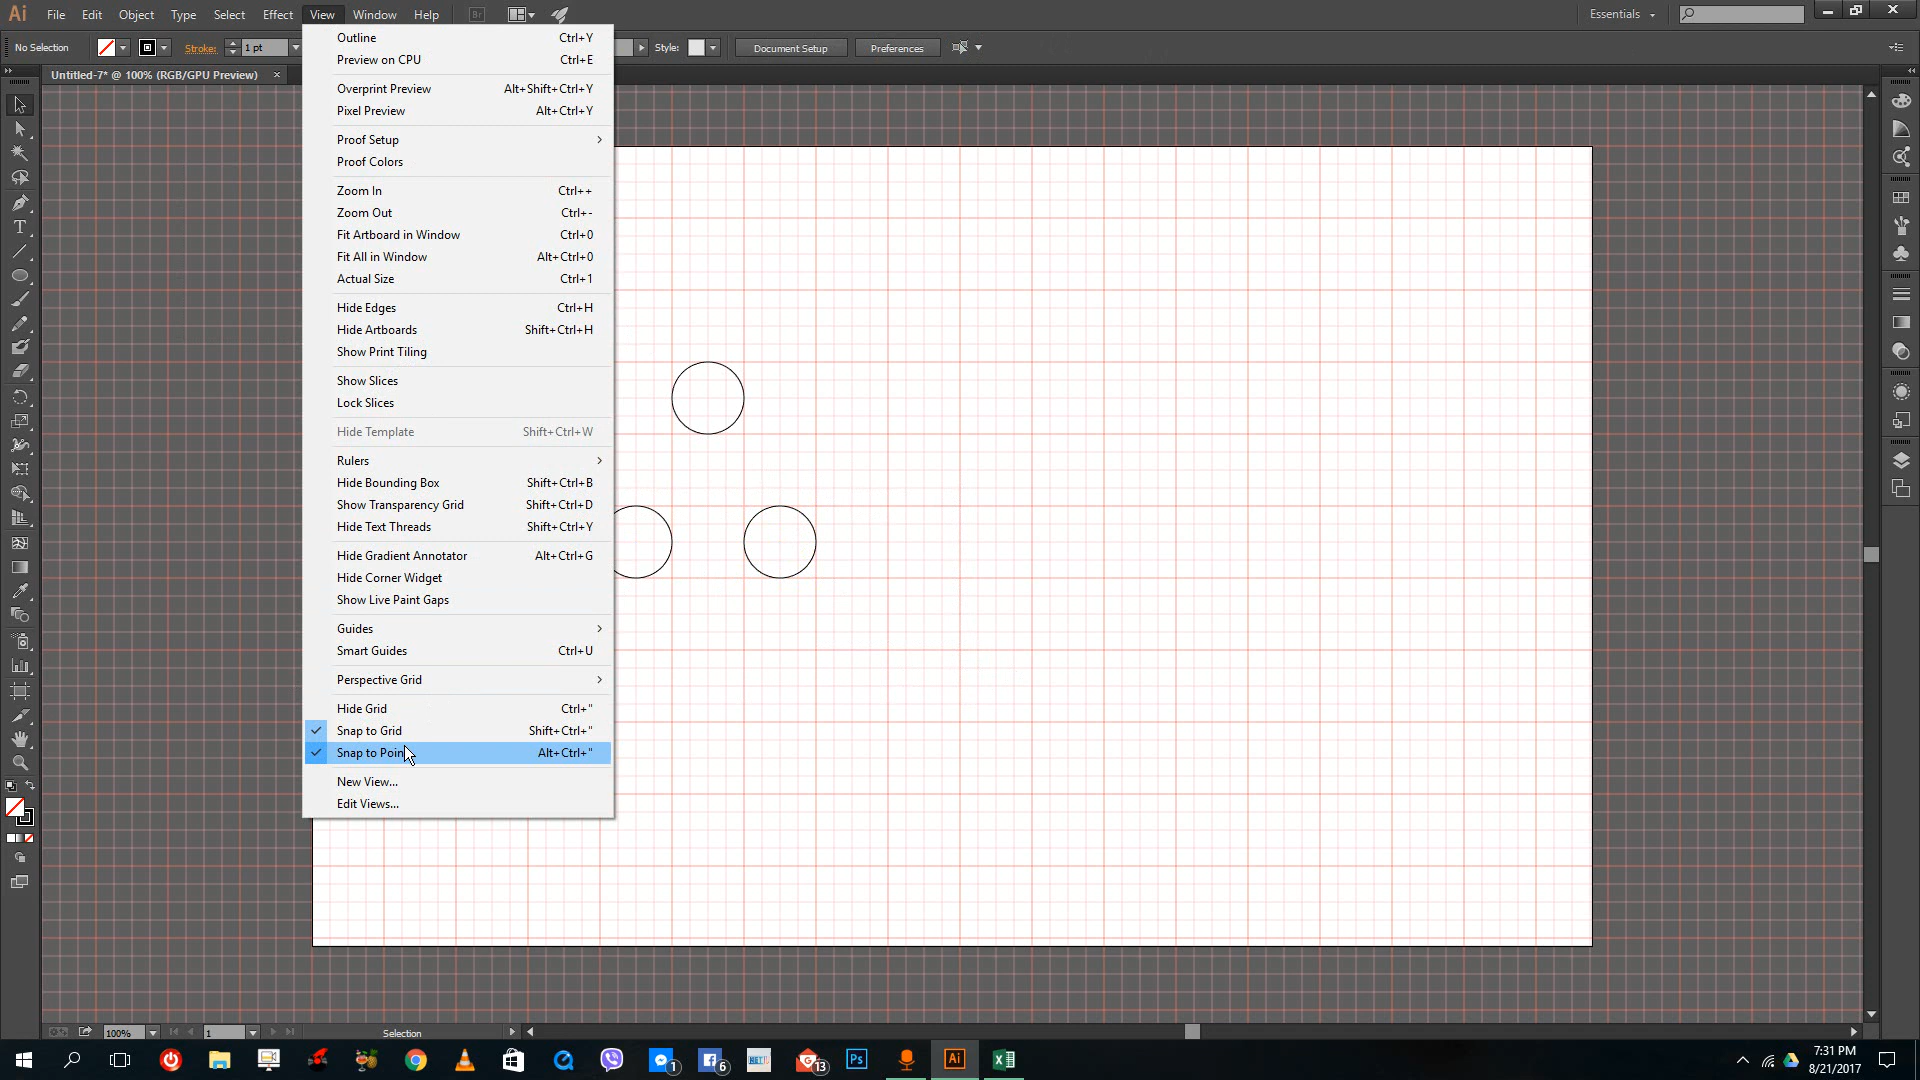 Ai File Edit Object Type Select Effect View Window Help Br Essentials
No Selection Stroke: 1 pt Style: Document Setup Preferences
Untitled-7* @ 100% (RGB/GPU Preview) ×
Outline Ctrl+Y
Preview on CPU Ctrl+E
Overprint Preview Alt+Shift+Ctrl+Y
Pixel Preview Alt+Ctrl+Y
Proof Setup
Proof Colors
Zoom In Ctrl++
Zoom Out Ctrl+-
Fit Artboard in Window Ctrl+0
Fit All in Window Alt+Ctrl+0
Actual Size Ctrl+1
Hide Edges Ctrl+H
Hide Artboards Shift+Ctrl+H
Show Print Tiling
Show Slices
Lock Slices
Hide Template Shift+Ctrl+W
Rulers
Hide Bounding Box Shift+Ctrl+B
Show Transparency Grid Shift+Ctrl+D
Hide Text Threads Shift+Ctrl+Y
Hide Gradient Annotator Alt+Ctrl+G
Hide Corner Widget
Show Live Paint Gaps
Guides
Smart Guides Ctrl+U
Perspective Grid
Hide Grid Ctrl+"
Snap to Grid Shift+Ctrl+"
Snap to Poin Alt+Ctrl+"
New View...
Edit Views...
100% 1 Selection
1 6 13 Ps Ai
7:31 PM
8/21/2017